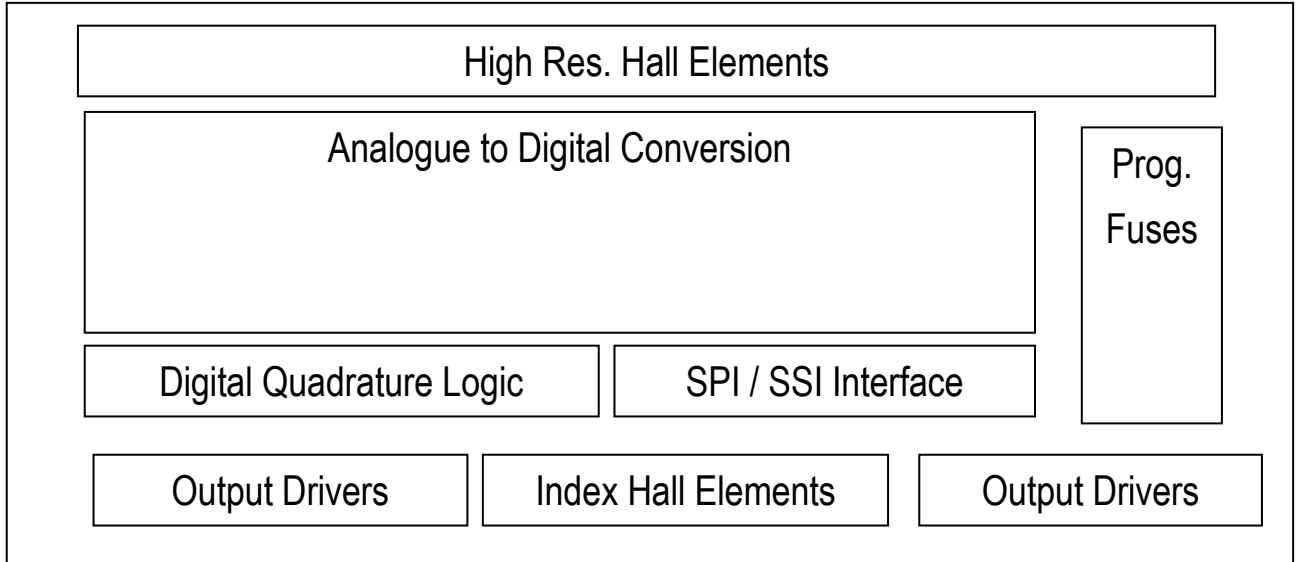 High Res. Hall Elements
Analogue to Digital Conversion
Prog.
Fuses
Digital Quadrature Logic
SPI / SSI Interface
Output Drivers
Index Hall Elements
Output Drivers